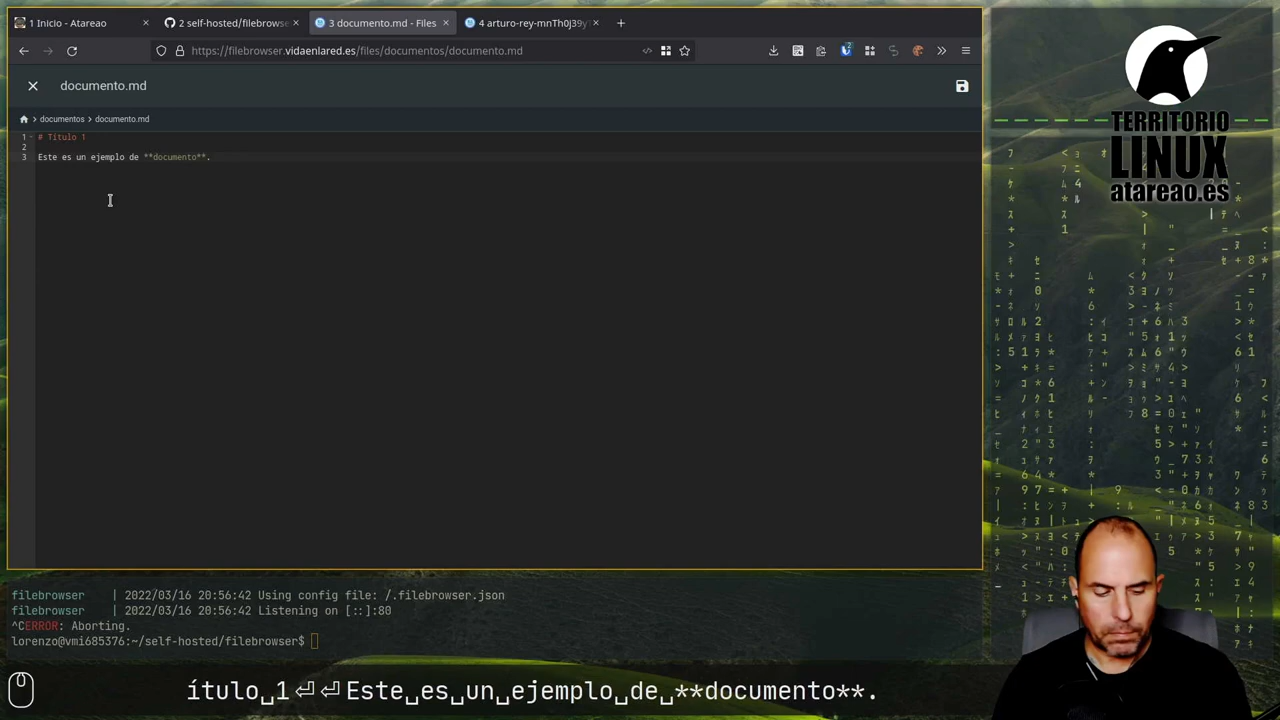 1 Inicio - Atareao
2 self-hosted/filebrowse
3 documento.md - Files
4 arturo-rey-mnTh0j39y
https://filebrowser.vidaenlared.es/files/documentos/documento.md
documento.md
documentos > documento.md
1 # Título 1
2
3 Este es un ejemplo de **documento**.
TERRITORIO
LINUX
atareao.es
filebrowser | 2022/03/16 20:56:42 Using config file: /.filebrowser.json
filebrowser | 2022/03/16 20:56:42 Listening on [::]:80
^CERROR: Aborting.
lorenzo@vmi685376:~/self-hosted/filebrowser$
ítulo␣1⏎⏎Este␣es␣un␣ejemplo␣de␣**documento**.